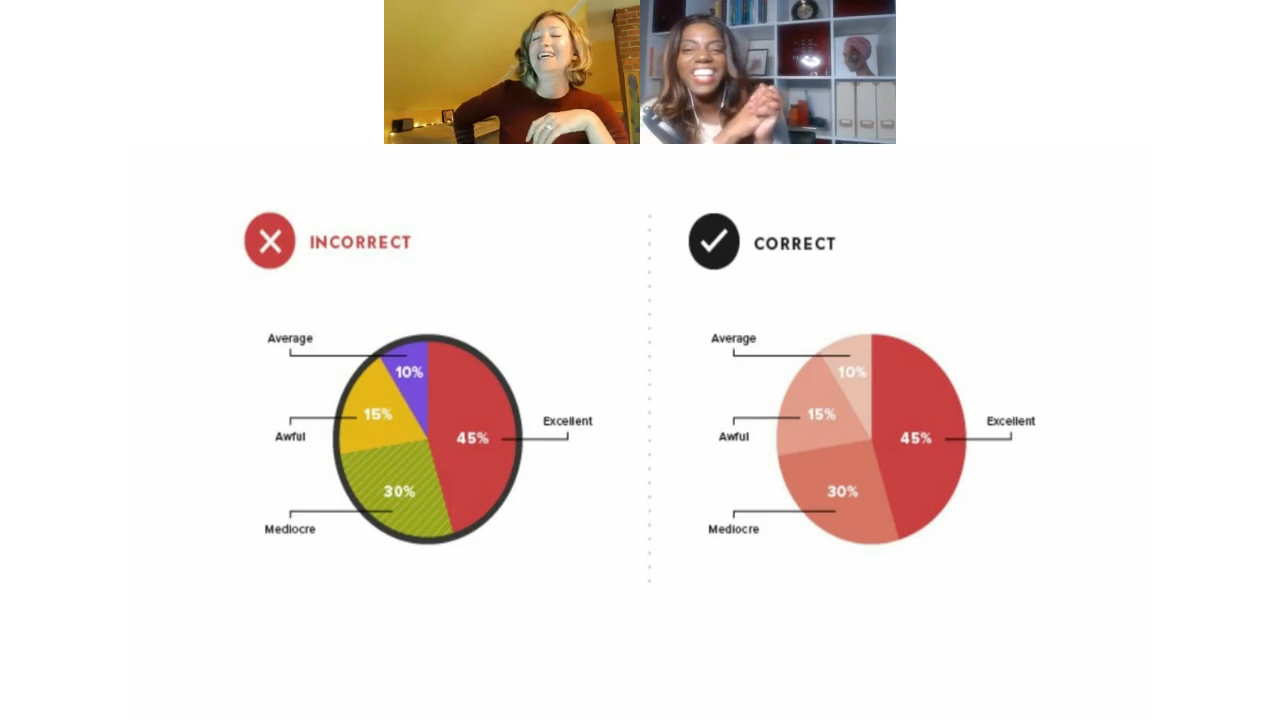 INCORRECT
Average
10%
15%
Awful
45%
Excellent
30%
Mediocre
CORRECT
Average
10%
15%
Awful
45%
Excellent
30%
Mediocre